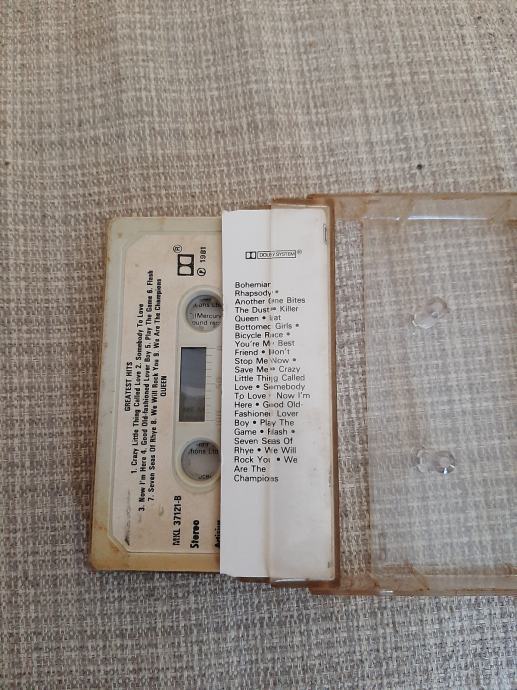 GREATEST HITS
1. Crazy Little Thing Called Love 2. Somebody To Love
3. Now I'm Here 4. Good Old-fashioned Lover Boy 5. Play The Game 6. Flash
7. Seven Seas Of Rhye 8. We Will Rock You 9. We Are The Champions
QUEEN
MKL 37121-B
Stereo
℗ 1981
DOLBY SYSTEM ®
Bohemian
Rhapsody •
Another One Bites
The Dust • Killer
Queen • Fat
Bottomed Girls •
Bicycle Race •
You're My Best
Friend • Don't
Stop Me Now •
Save Me • Crazy
Little Thing Called
Love • Somebody
To Love • Now I'm
Here • Good Old-
Fashioned Lover
Boy • Play The
Game • Flash •
Seven Seas Of
Rhye • We Will
Rock You • We
Are The
Champions